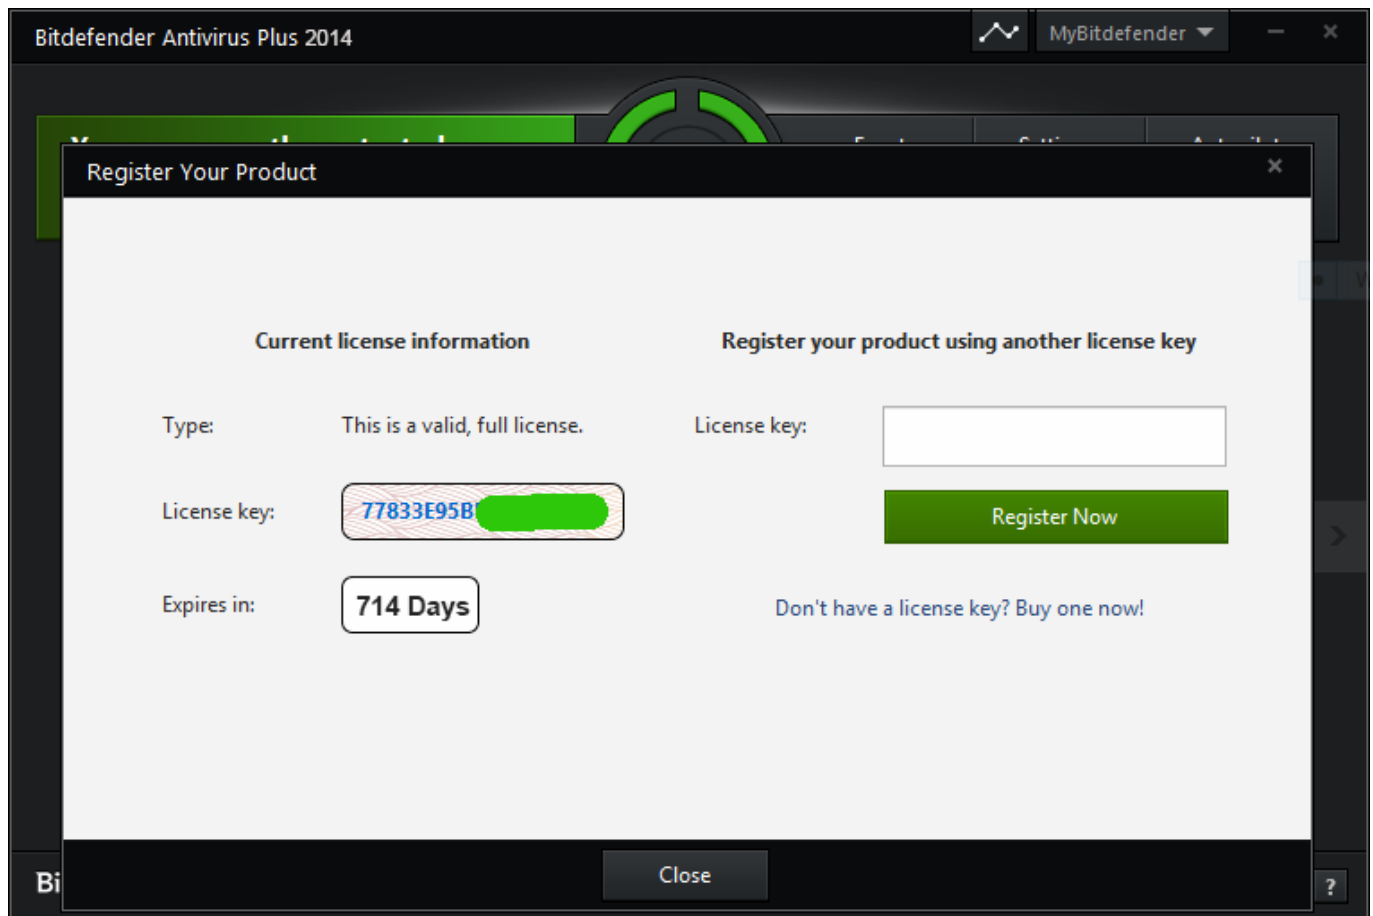 Bitdefender Antivirus Plus 2014
MyBitdefender
Register Your Product
Current license information
Type: This is a valid, full license.
License key: 77833E95B
Expires in: 714 Days
Register your product using another license key
License key:
Register Now
Don't have a license key? Buy one now!
Close
Bi
?